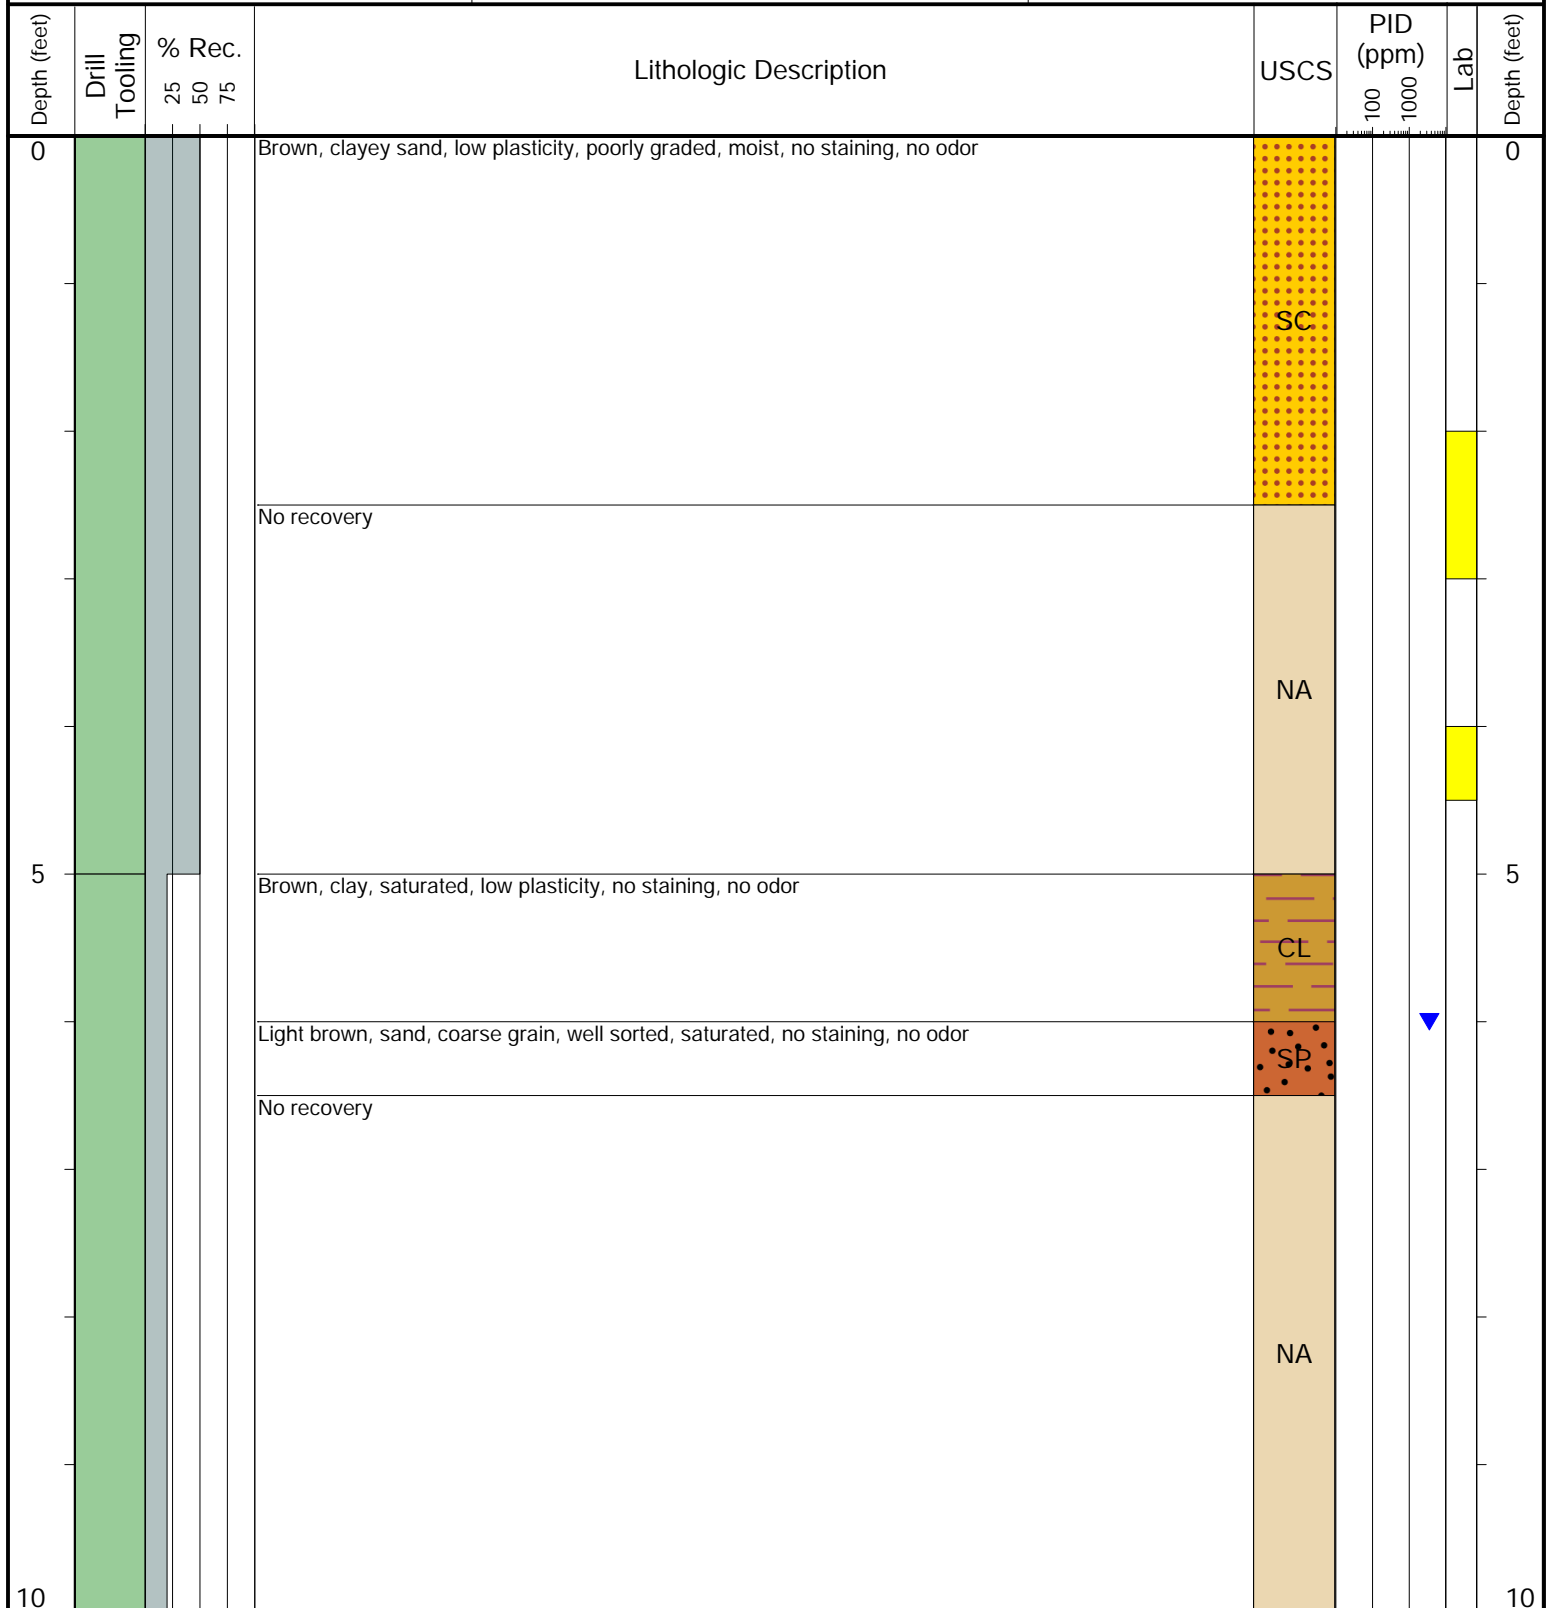 Depth (feet)
Drill
Tooling
% Rec.
25
50
75
Lithologic Description
USCS
PID
(ppm)
100
1000
Lab
Depth (feet)
0
Brown, clayey sand, low plasticity, poorly graded, moist, no staining, no odor
0
SC
No recovery
NA
5
Brown, clay, saturated, low plasticity, no staining, no odor
5
CL
Light brown, sand, coarse grain, well sorted, saturated, no staining, no odor
SP
No recovery
NA
10
10